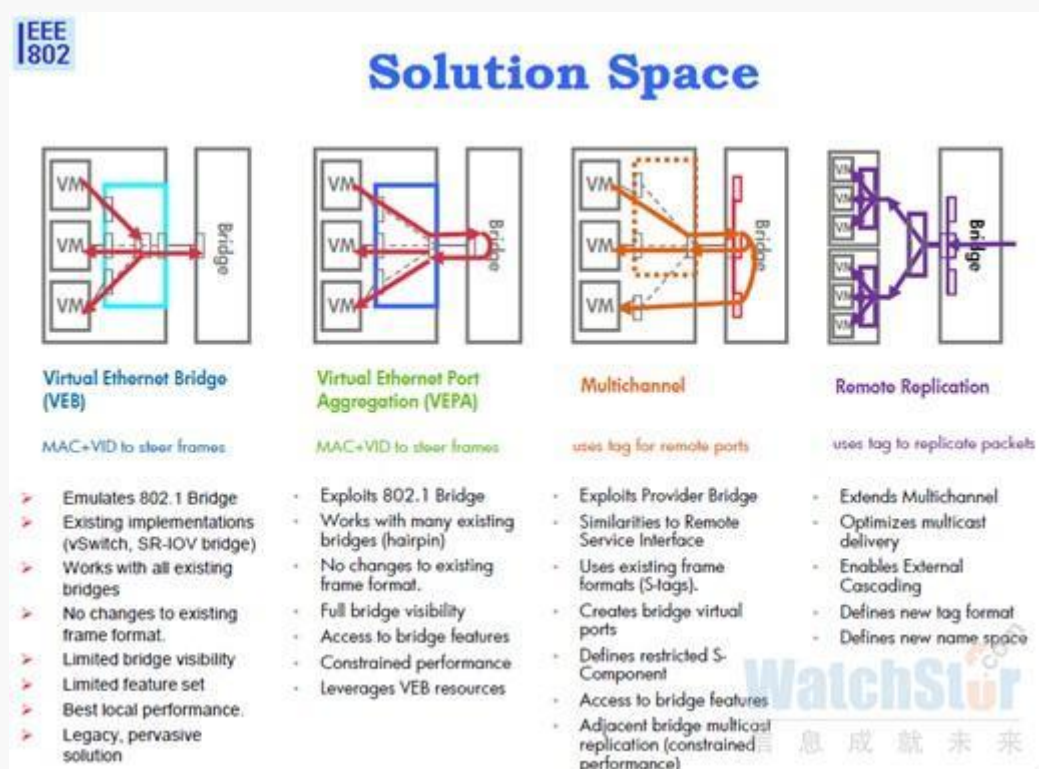 IEEE
802
Solution Space
VM
VM
VM
Bridge
VM
VM
VM
Bridge
VM
VM
VM
Bridge
VM
VM
VM
VM
VM
VM
Bridge
Virtual Ethernet Bridge
(VEB)
MAC+VID to steer frames
➢ Emulates 802.1 Bridge
➢ Existing implementations
(vSwitch, SR-IOV bridge)
➢ Works with all existing
bridges
➢ No changes to existing
frame format.
➢ Limited bridge visibility
➢ Limited feature set
➢ Best local performance.
➢ Legacy, pervasive
solution
Virtual Ethernet Port
Aggregation (VEPA)
MAC+VID to steer frames
· Exploits 802.1 Bridge
· Works with many existing
bridges (hairpin)
· No changes to existing
frame format.
· Full bridge visibility
· Access to bridge features
· Constrained performance
· Leverages VEB resources
Multichannel
uses tag for remote ports
· Exploits Provider Bridge
· Similarities to Remote
Service Interface
· Uses existing frame
formats (S-tags).
· Creates bridge virtual
ports
· Defines restricted S-
Component
· Access to bridge features
· Adjacent bridge multicast
replication (constrained
performance)
Remote Replication
uses tag to replicate packets
· Extends Multichannel
· Optimizes multicast
delivery
· Enables External
Cascading
· Defines new tag format
· Defines new name space
WatchStor.com
信息成就未来